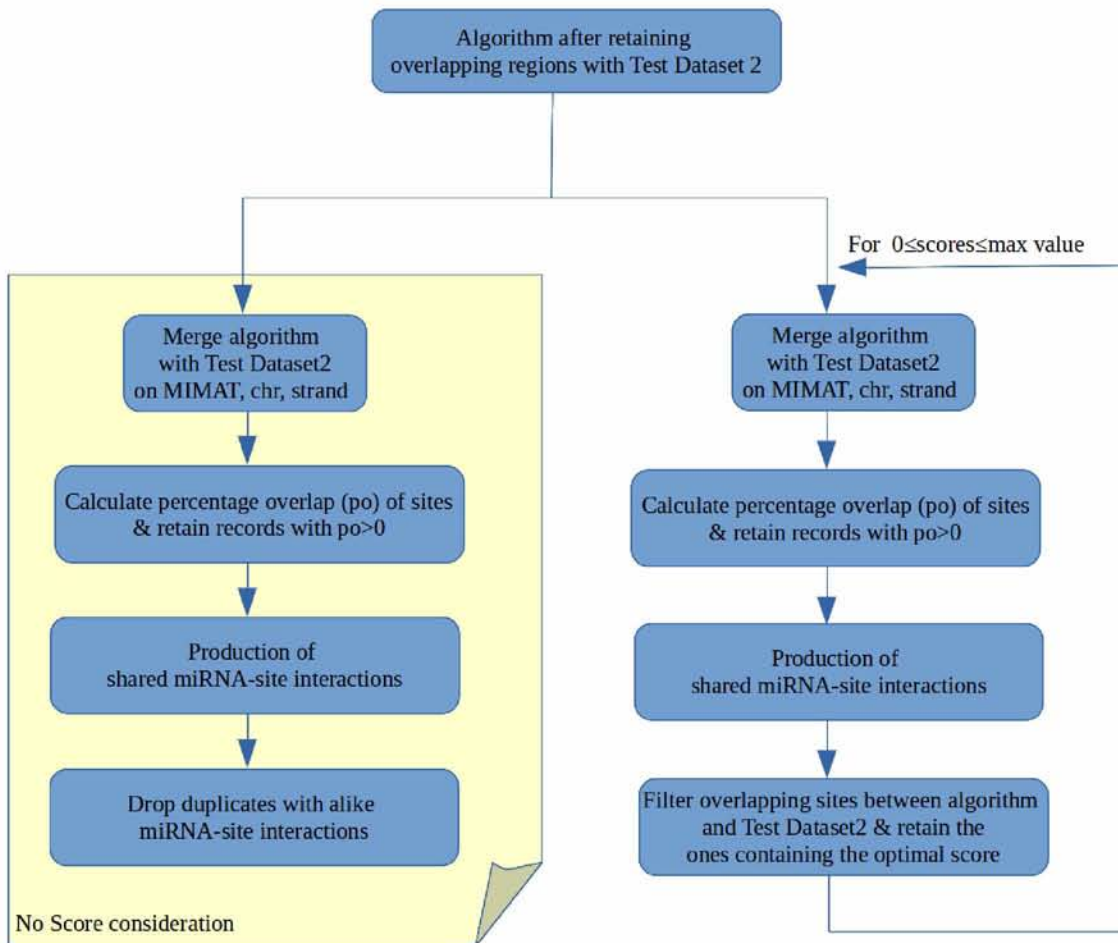 Algorithm after retaining
overlapping regions with Test Dataset 2
For 0≤scores≤max value
Merge algorithm
with Test Dataset2
on MIMAT, chr, strand
Calculate percentage overlap (po) of sites
& retain records with po>0
Production of
shared miRNA-site interactions
Drop duplicates with alike
miRNA-site interactions
No Score consideration
Merge algorithm
with Test Dataset2
on MIMAT, chr, strand
Calculate percentage overlap (po) of sites
& retain records with po>0
Production of
shared miRNA-site interactions
Filter overlapping sites between algorithm
and Test Dataset2 & retain the
ones containing the optimal score